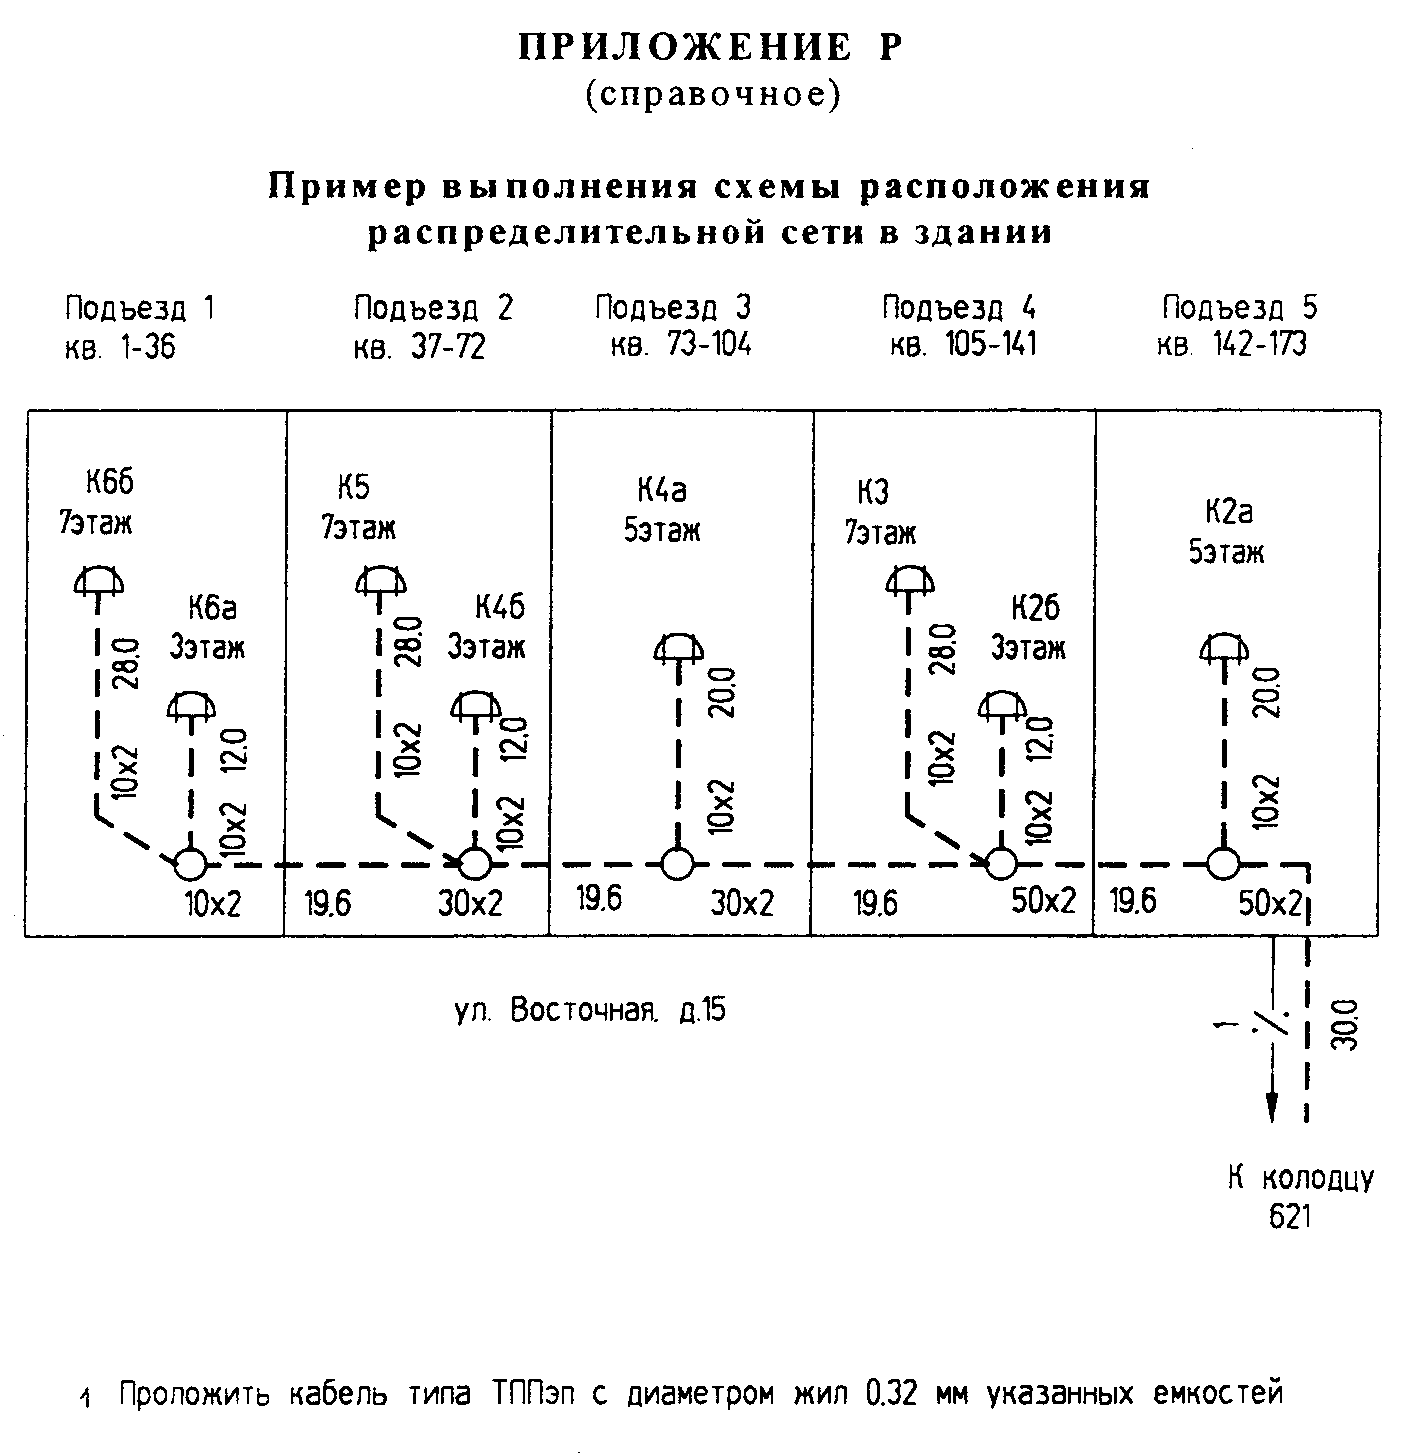 ПРИЛОЖЕНИЕ Р
(справочное)
Пример выполнения схемы расположения
распределительной сети в здании
Подъезд 1
кв. 1-36
Подъезд 2
кв. 37-72
Подъезд 3
кв. 73-104
Подъезд 4
кв. 105-141
Подъезд 5
кв. 142-173
К6б
7этаж
28.0
10х2
К6а
3этаж
12.0
10х2
10х2
К5
7этаж
28.0
10х2
К4б
3этаж
12.0
10х2
19.6
30х2
К4а
5этаж
20.0
10х2
19.6
30х2
К3
7этаж
28.0
10х2
К2б
3этаж
12.0
10х2
19.6
50х2
К2а
5этаж
20.0
10х2
19.6
50х2
ул. Восточная. д.15
1
30.0
К колодцу
621
1 Проложить кабель типа ТППэп с диаметром жил 0.32 мм указанных емкостей